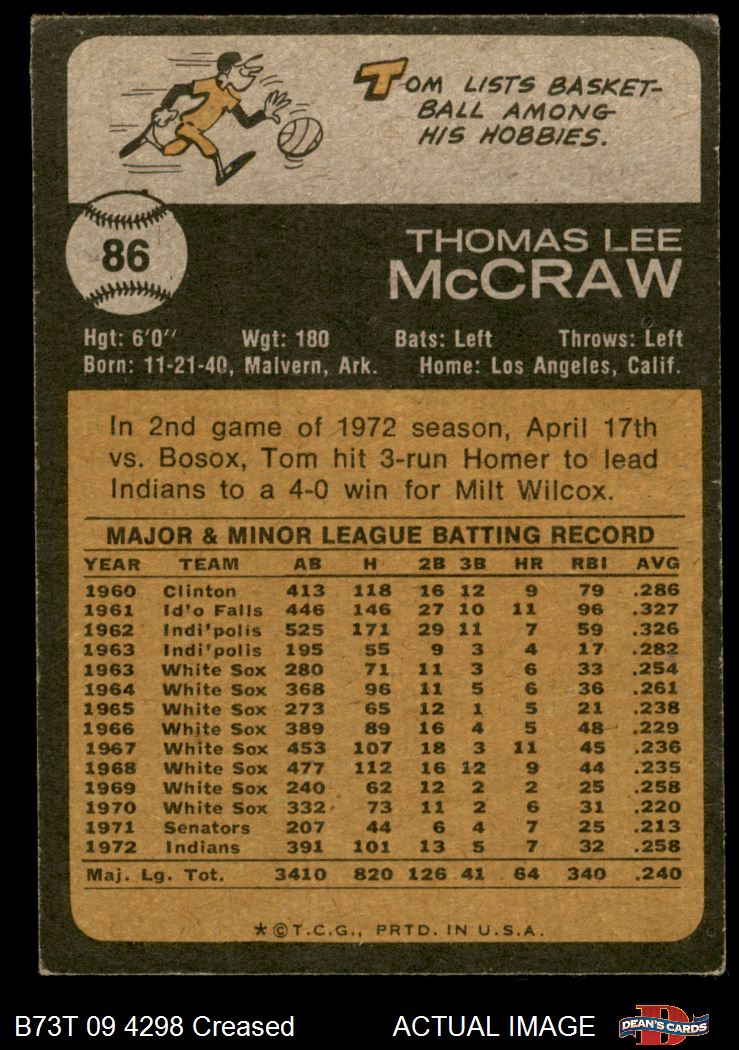 TOM LISTS BASKET-
BALL AMONG
HIS HOBBIES.
86
THOMAS LEE
McCRAW
Hgt: 6'0" Wgt: 180 Bats: Left Throws: Left
Born: 11-21-40, Malvern, Ark. Home: Los Angeles, Calif.
In 2nd game of 1972 season, April 17th
vs. Bosox, Tom hit 3-run Homer to lead
Indians to a 4-0 win for Milt Wilcox.
MAJOR & MINOR LEAGUE BATTING RECORD
YEAR TEAM AB H 2B 3B HR RBI AVG
1960 Clinton 413 118 16 12 9 79 .286
1961 Id'o Falls 446 146 27 10 11 96 .327
1962 Indi'polis 525 171 29 11 7 59 .326
1963 Indi'polis 195 55 9 3 4 17 .282
1963 White Sox 280 71 11 3 6 33 .254
1964 White Sox 368 96 11 5 6 36 .261
1965 White Sox 273 65 12 1 5 21 .238
1966 White Sox 389 89 16 4 5 48 .229
1967 White Sox 453 107 18 3 11 45 .236
1968 White Sox 477 112 16 12 9 44 .235
1969 White Sox 240 62 12 2 2 25 .258
1970 White Sox 332 73 11 2 6 31 .220
1971 Senators 207 44 6 4 7 25 .213
1972 Indians 391 101 13 5 7 32 .258
Maj. Lg. Tot. 3410 820 126 41 64 340 .240
*©T.C.G., PRTD. IN U.S.A.
B73T 09 4298 Creased ACTUAL IMAGE
D
DEAN'S CARDS